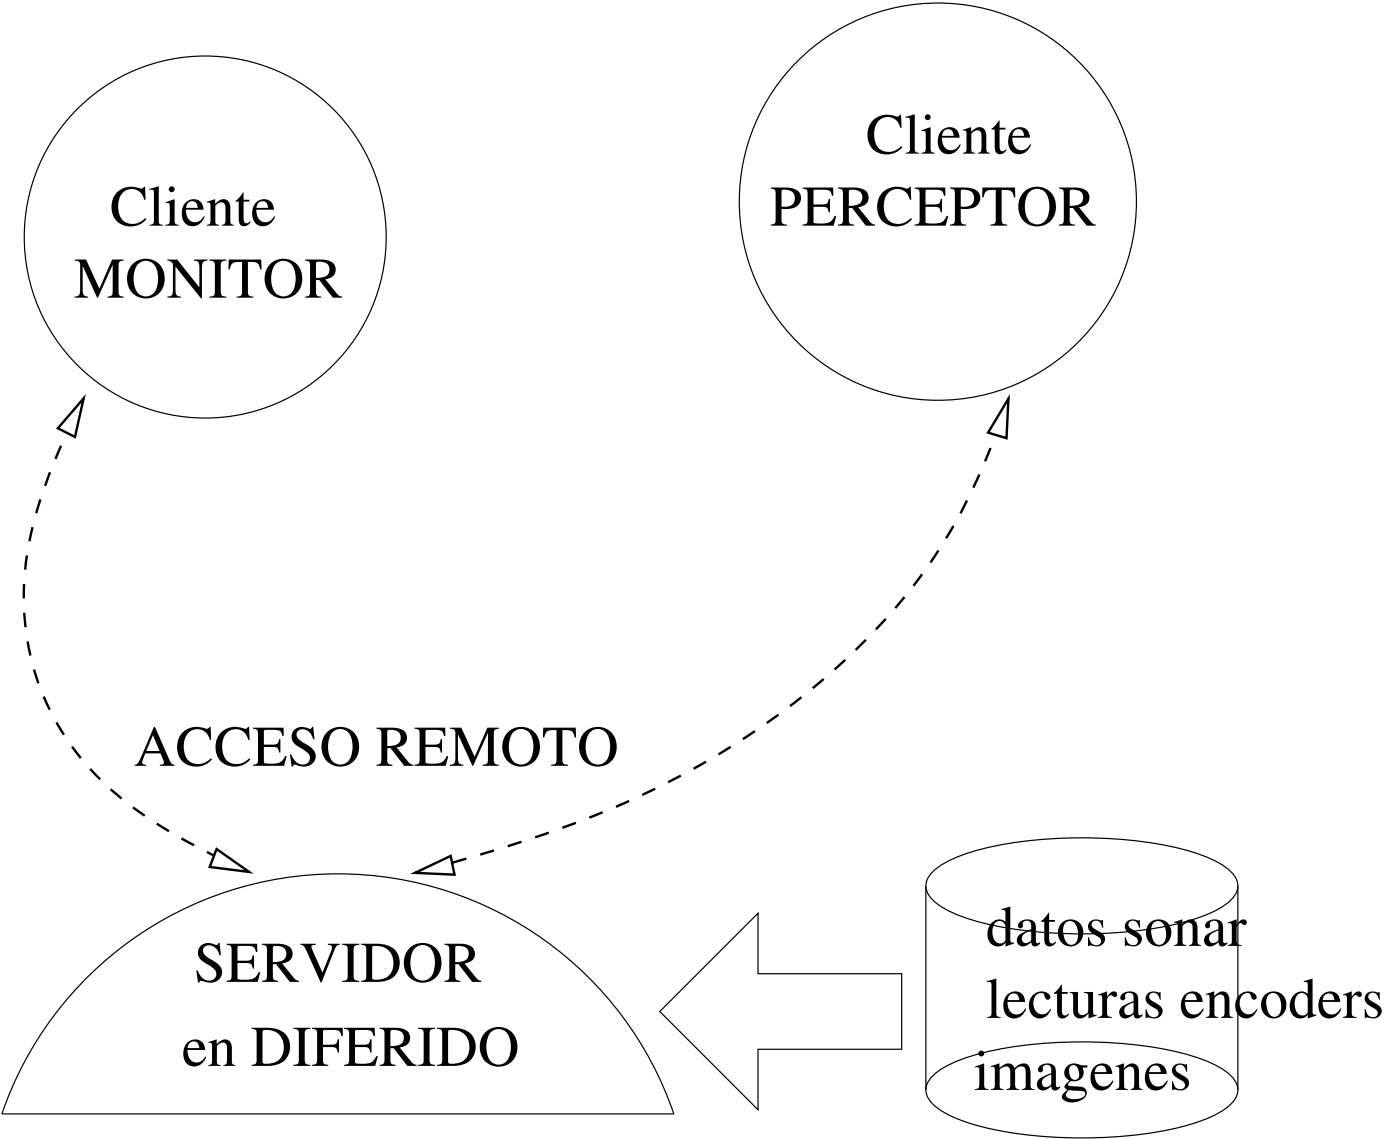 Cliente
MONITOR
Cliente
PERCEPTOR
ACCESO REMOTO
SERVIDOR
en DIFERIDO
datos sonar
lecturas encoders
imagenes